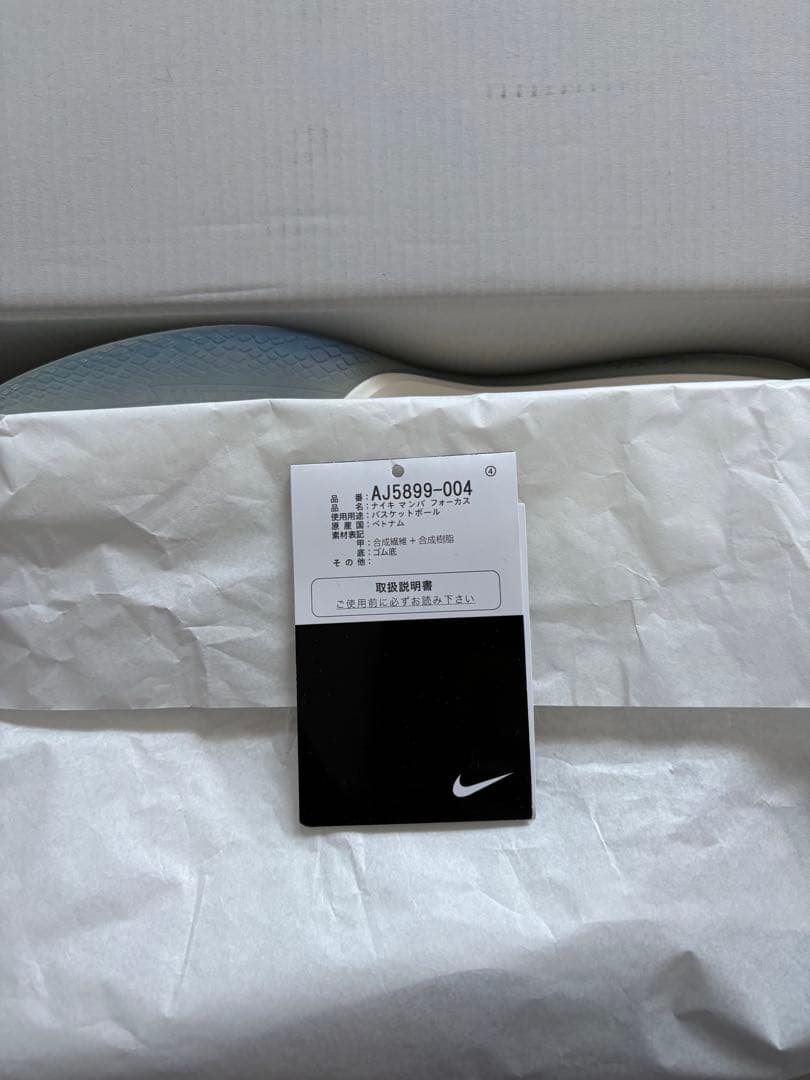 ④
品番：AJ5899-004
品名：ナイキ マンバ フォーカス
使用用途：バスケットボール
原産国：ベトナム
素材表記
甲：合成繊維＋合成樹脂
底：ゴム底
その他：
取扱説明書
ご使用前に必ずお読み下さい